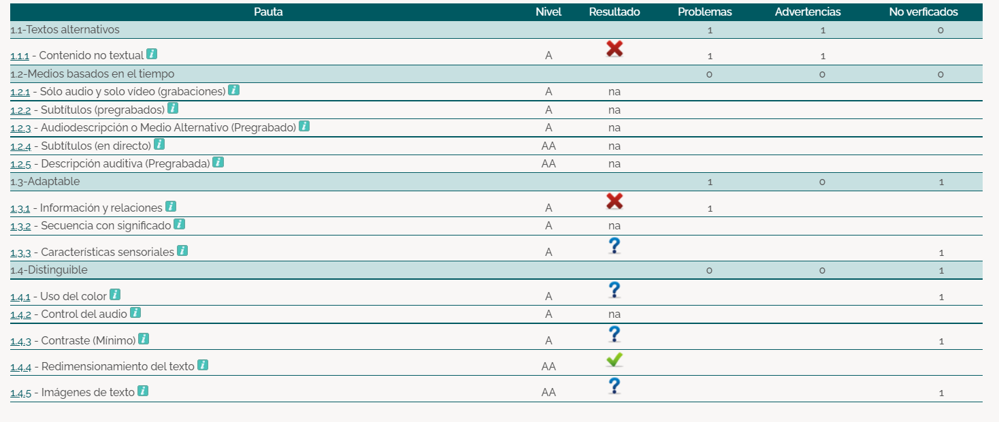 Pauta Nivel Resultado Problemas Advertencias No verficados
1.1-Textos alternativos 1 1 0
1.1.1 - Contenido no textual i A 1 1
1.2-Medios basados en el tiempo 0 0 0
1.2.1 - Sólo audio y solo vídeo (grabaciones) i A na
1.2.2 - Subtítulos (pregrabados) i A na
1.2.3 - Audiodescripción o Medio Alternativo (Pregrabado) i A na
1.2.4 - Subtítulos (en directo) i AA na
1.2.5 - Descripción auditiva (Pregrabada) i AA na
1.3-Adaptable 1 0 1
1.3.1 - Información y relaciones i A 1
1.3.2 - Secuencia con significado i A na
1.3.3 - Características sensoriales i A ? 1
1.4-Distinguible 0 0 1
1.4.1 - Uso del color i A ? 1
1.4.2 - Control del audio i A na
1.4.3 - Contraste (Mínimo) i A ? 1
1.4.4 - Redimensionamiento del texto i AA
1.4.5 - Imágenes de texto i AA ? 1